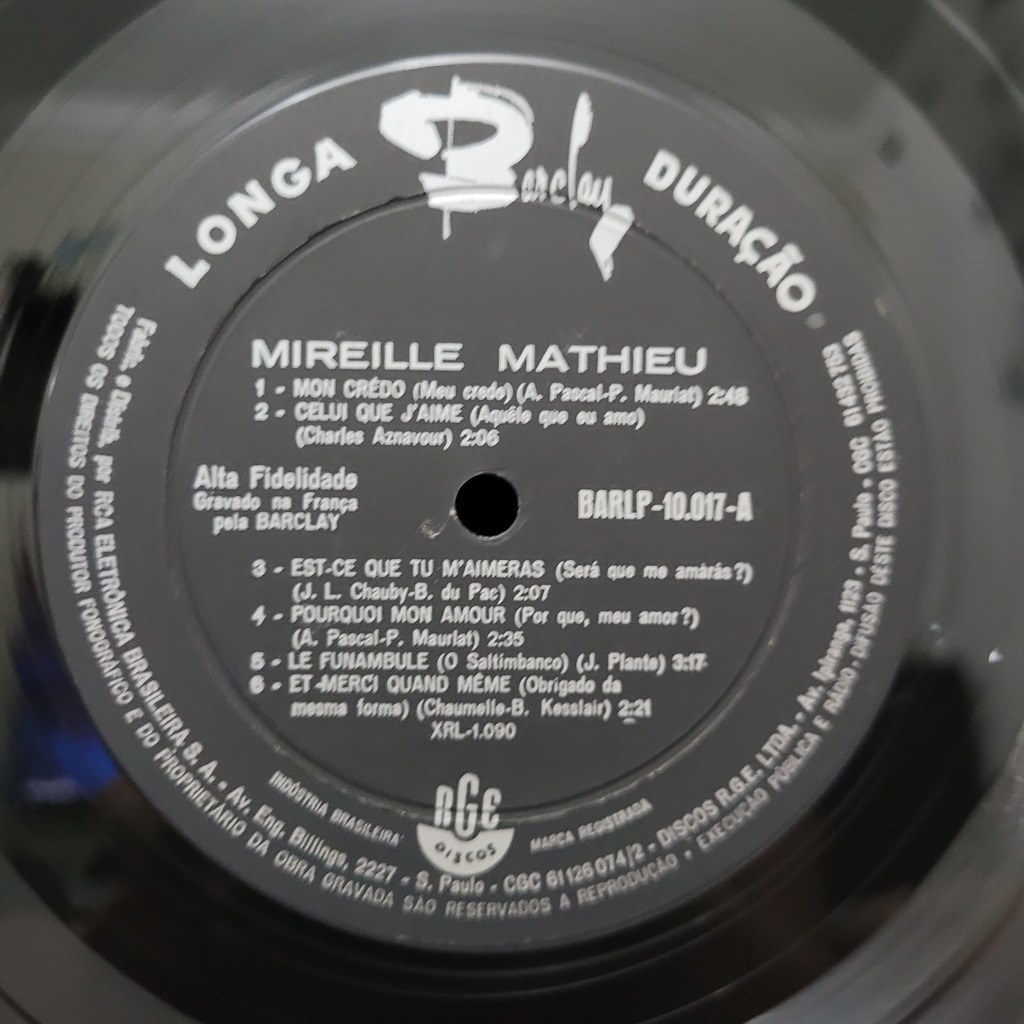 LONGA Barclay DURAÇÃO
MIREILLE MATHIEU
1 - MON CRÉDO (Meu credo) (A. Pascal-P. Mauriat) 2:48
2 - CELUI QUE J'AIME (Aquêle que eu amo)
(Charles Aznavour) 2:06
Alta Fidelidade
Gravado na França
pela BARCLAY
BARLP-10.017-A
3 - EST-CE QUE TU M'AIMERAS (Será que me amarás?)
(J. L. Chauby-B. du Pac) 2:07
4 - POURQUOI MON AMOUR (Por que, meu amor?)
(A. Pascal-P. Mauriat) 2:35
5 - LE FUNAMBULE (O Saltimbanco) (J. Plante) 3:17
6 - ET-MERCI QUAND MÊME (Obrigado da
mesma forma) (Chaumelle-B. Kesslair) 2:21
XRL-1.090
INDÚSTRIA BRASILEIRA
RGE
DISCOS
MARCA REGISTRADA
Fabric. e Distrib. por RCA ELETRÔNICA BRASILEIRA S. A. - Av. Eng. Billings, 2227 - S. Paulo - CGC 61 126 074/2 - DISCOS R.G.E. LTDA. - Av. Ipiranga, 1123 - S. Paulo - CGC
TODOS OS DIREITOS DO PRODUTOR FONOGRÁFICO E DO PROPRIETÁRIO DA OBRA GRAVADA SÃO RESERVADOS A REPRODUÇÃO - EXECUÇÃO PÚBLICA E RADIO-DIFUSÃO DÊSTE DISCO ESTÃO PROIBIDAS